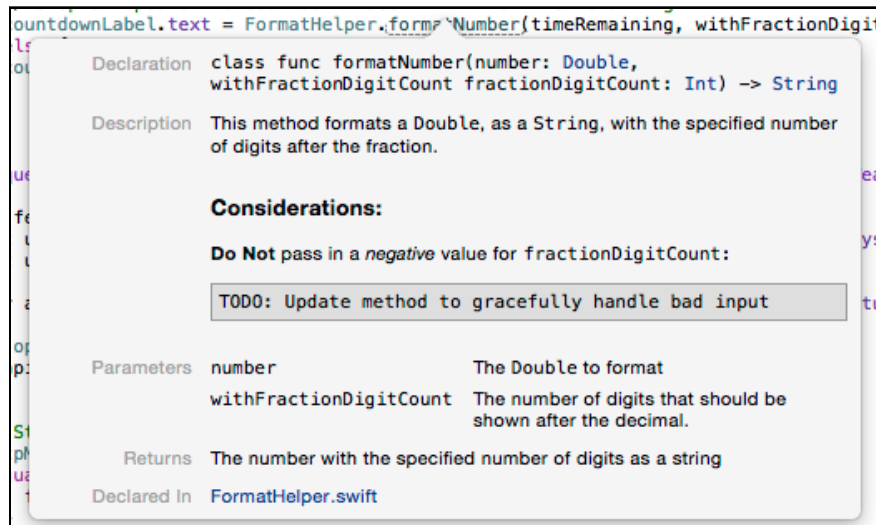 ountdownLabel.text = FormatHelper.formatNumber(timeRemaining, withFractionDigit
Declaration class func formatNumber(number: Double,
withFractionDigitCount fractionDigitCount: Int) -> String
Description This method formats a Double, as a String, with the specified number
of digits after the fraction.
Considerations:
Do Not pass in a negative value for fractionDigitCount:
TODO: Update method to gracefully handle bad input
Parameters number The Double to format
withFractionDigitCount The number of digits that should be
shown after the decimal.
Returns The number with the specified number of digits as a string
Declared In FormatHelper.swift